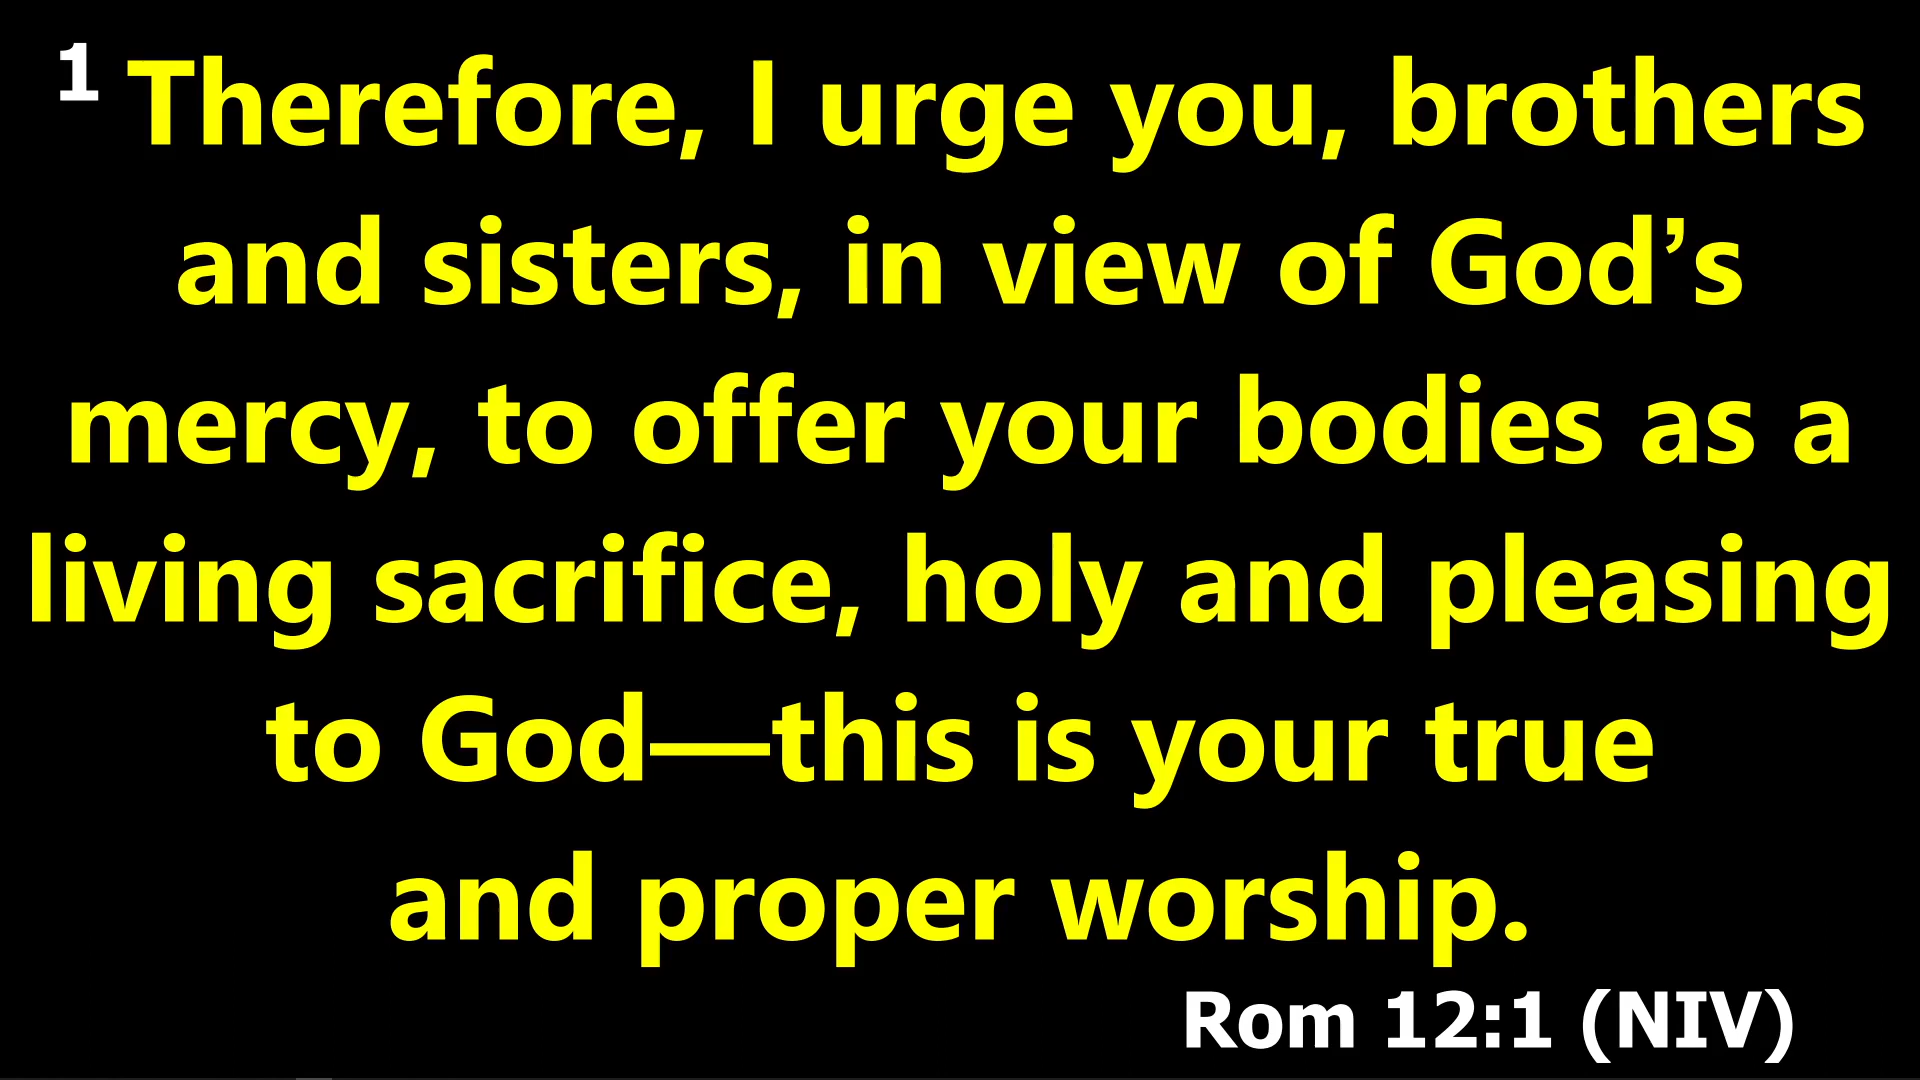 1 Therefore, I urge you, brothers
and sisters, in view of God’s
mercy, to offer your bodies as a
living sacrifice, holy and pleasing
to God—this is your true
and proper worship.
Rom 12:1 (NIV)